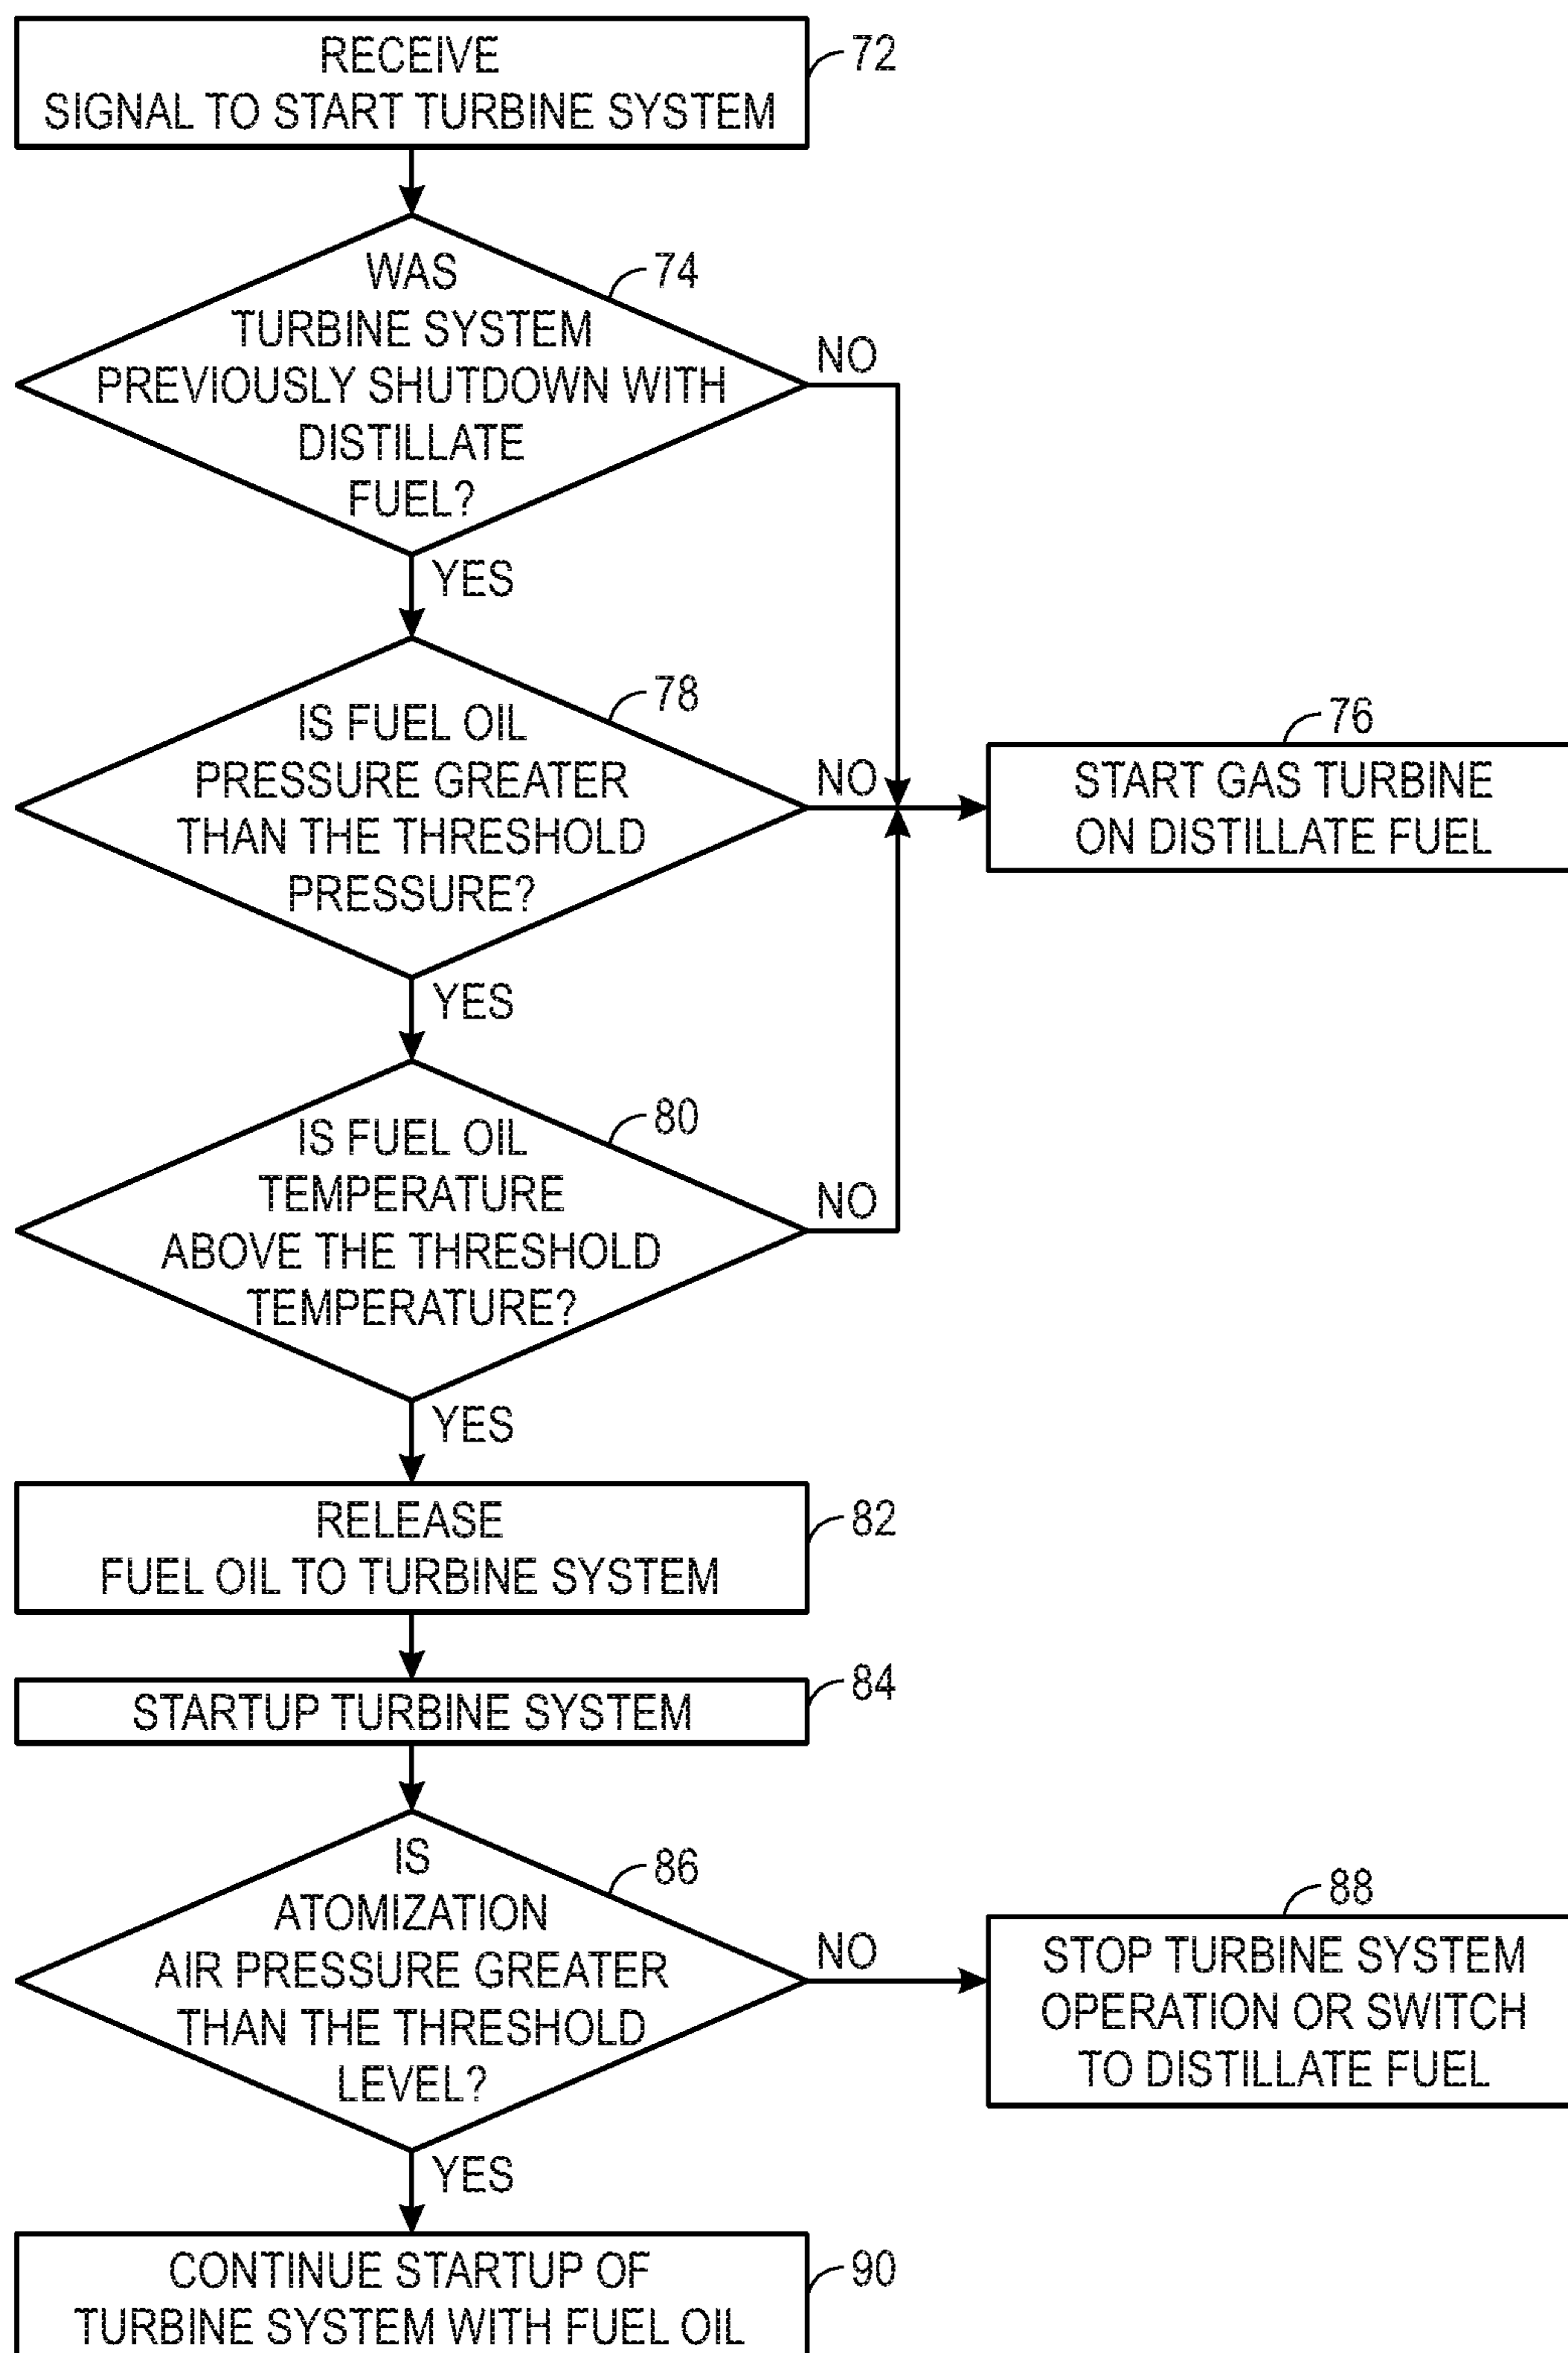 RECEIVE
SIGNAL TO START TURBINE SYSTEM
72
WAS
TURBINE SYSTEM
PREVIOUSLY SHUTDOWN WITH
DISTILLATE
FUEL?
74
NO
YES
IS FUEL OIL
PRESSURE GREATER
THAN THE THRESHOLD
PRESSURE?
78
NO
76
START GAS TURBINE
ON DISTILLATE FUEL
YES
IS FUEL OIL
TEMPERATURE
ABOVE THE THRESHOLD
TEMPERATURE?
80
NO
YES
RELEASE
FUEL OIL TO TURBINE SYSTEM
82
STARTUP TURBINE SYSTEM
84
IS
ATOMIZATION
AIR PRESSURE GREATER
THAN THE THRESHOLD
LEVEL?
86
NO
88
STOP TURBINE SYSTEM
OPERATION OR SWITCH
TO DISTILLATE FUEL
YES
CONTINUE STARTUP OF
TURBINE SYSTEM WITH FUEL OIL
90